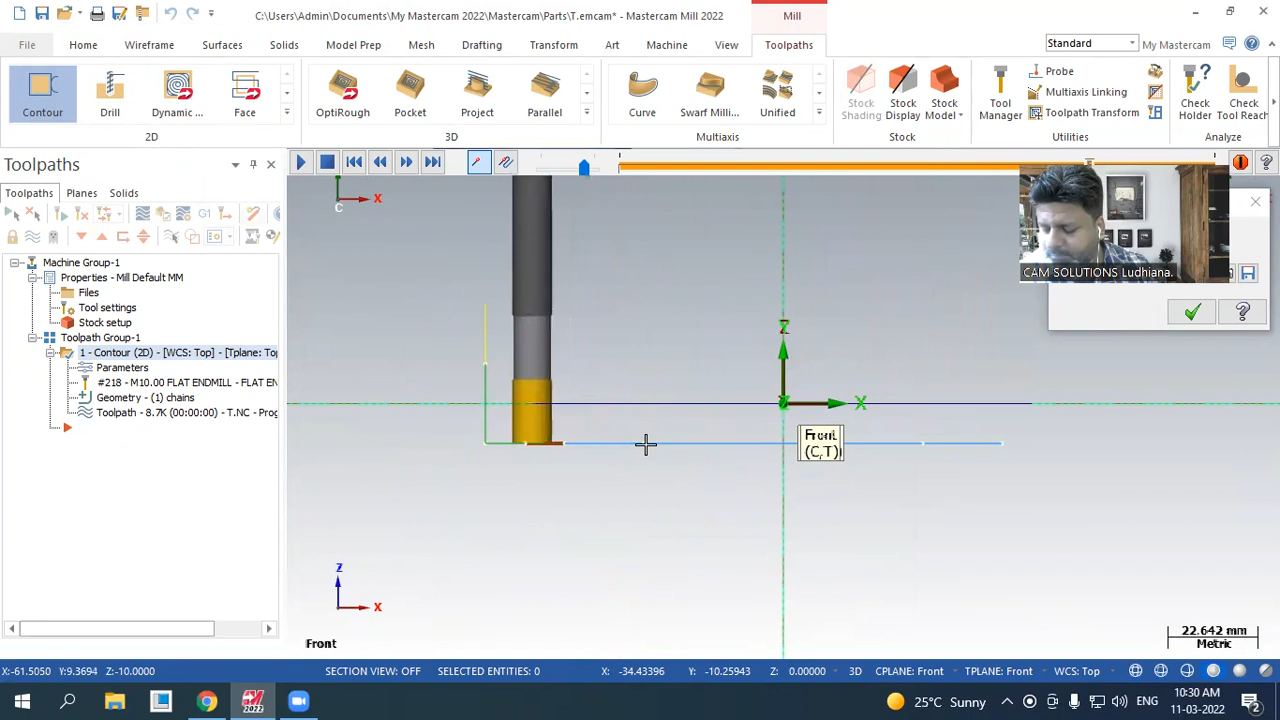 C:\Users\Admin\Documents\My Mastercam 2022\Mastercam\Parts\T.emcam* - Mastercam Mill 2022
Mill
File
Home
Wireframe
Surfaces
Solids
Model Prep
Mesh
Drafting
Transform
Art
Machine
View
Toolpaths
Standard
My Mastercam
Contour
Drill
Dynamic ...
Face
OptiRough
Pocket
Project
Parallel
Curve
Swarf Milli...
Unified
Stock Shading
Stock Display
Stock Model
Tool Manager
Probe
Multiaxis Linking
Toolpath Transform
Check Holder
Check Tool Reach
2D
3D
Multiaxis
Stock
Utilities
Analyze
Toolpaths
Toolpaths
Planes
Solids
G1
Machine Group-1
Properties - Mill Default MM
Files
Tool settings
Stock setup
Toolpath Group-1
1 - Contour (2D) - [WCS: Top] - [Tplane: To
Parameters
#218 - M10.00 FLAT ENDMILL - FLAT EN
Geometry - (1) chains
Toolpath - 8.7K (00:00:00) - T.NC - Prog
X
C
Z
X
Front
(C,T)
Z
X
Front
CAM SOLUTIONS Ludhiana.
22.642 mm
Metric
X:-61.5050 Y:9.3694 Z:-10.0000
SECTION VIEW: OFF
SELECTED ENTITIES: 0
X: -34.43396
Y: -10.25943
Z: 0.00000
3D
CPLANE: Front
TPLANE: Front
WCS: Top
2022
25°C Sunny
ENG
10:30 AM
11-03-2022
2